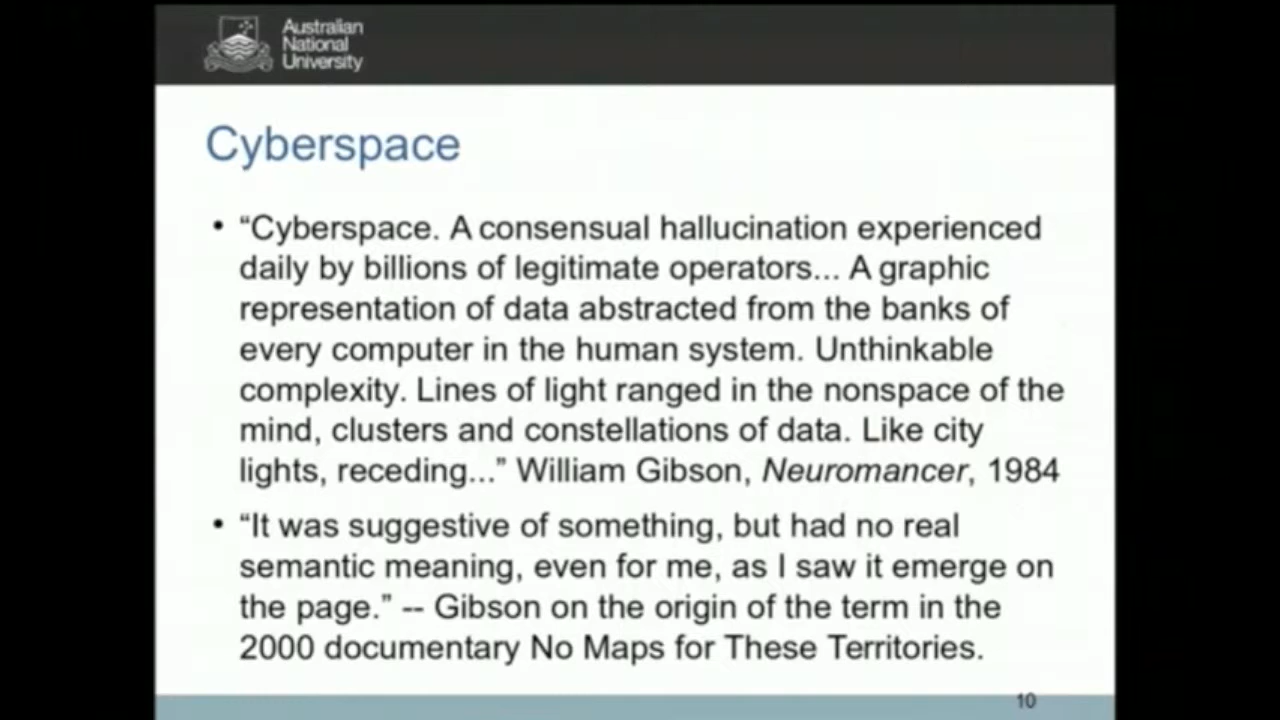 Australian
National
University
Cyberspace
• “Cyberspace. A consensual hallucination experienced
daily by billions of legitimate operators... A graphic
representation of data abstracted from the banks of
every computer in the human system. Unthinkable
complexity. Lines of light ranged in the nonspace of the
mind, clusters and constellations of data. Like city
lights, receding...” William Gibson, Neuromancer, 1984
• “It was suggestive of something, but had no real
semantic meaning, even for me, as I saw it emerge on
the page.” -- Gibson on the origin of the term in the
2000 documentary No Maps for These Territories.
10